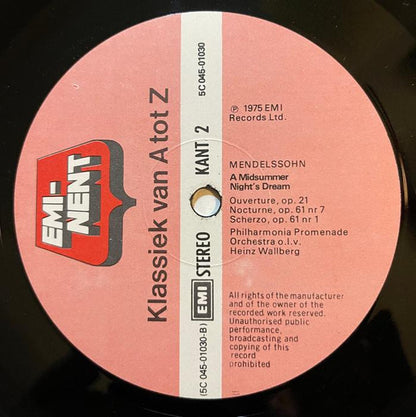 EMI-
NENT
Klassiek van A tot Z
(5C 045-01030-B) EMI STEREO KANT 2 5C 045-01030
℗ 1975 EMI
Records Ltd.
MENDELSSOHN
A Midsummer
Night's Dream
Ouverture, op. 21
Nocturne, op. 61 nr 7
Scherzo, op. 61 nr 1
Philharmonia Promenade
Orchestra o.l.v.
Heinz Wallberg
All rights of the manufacturer
and of the owner of the
recorded work reserved.
Unauthorised public
performance,
broadcasting and
copying of this
record
prohibited